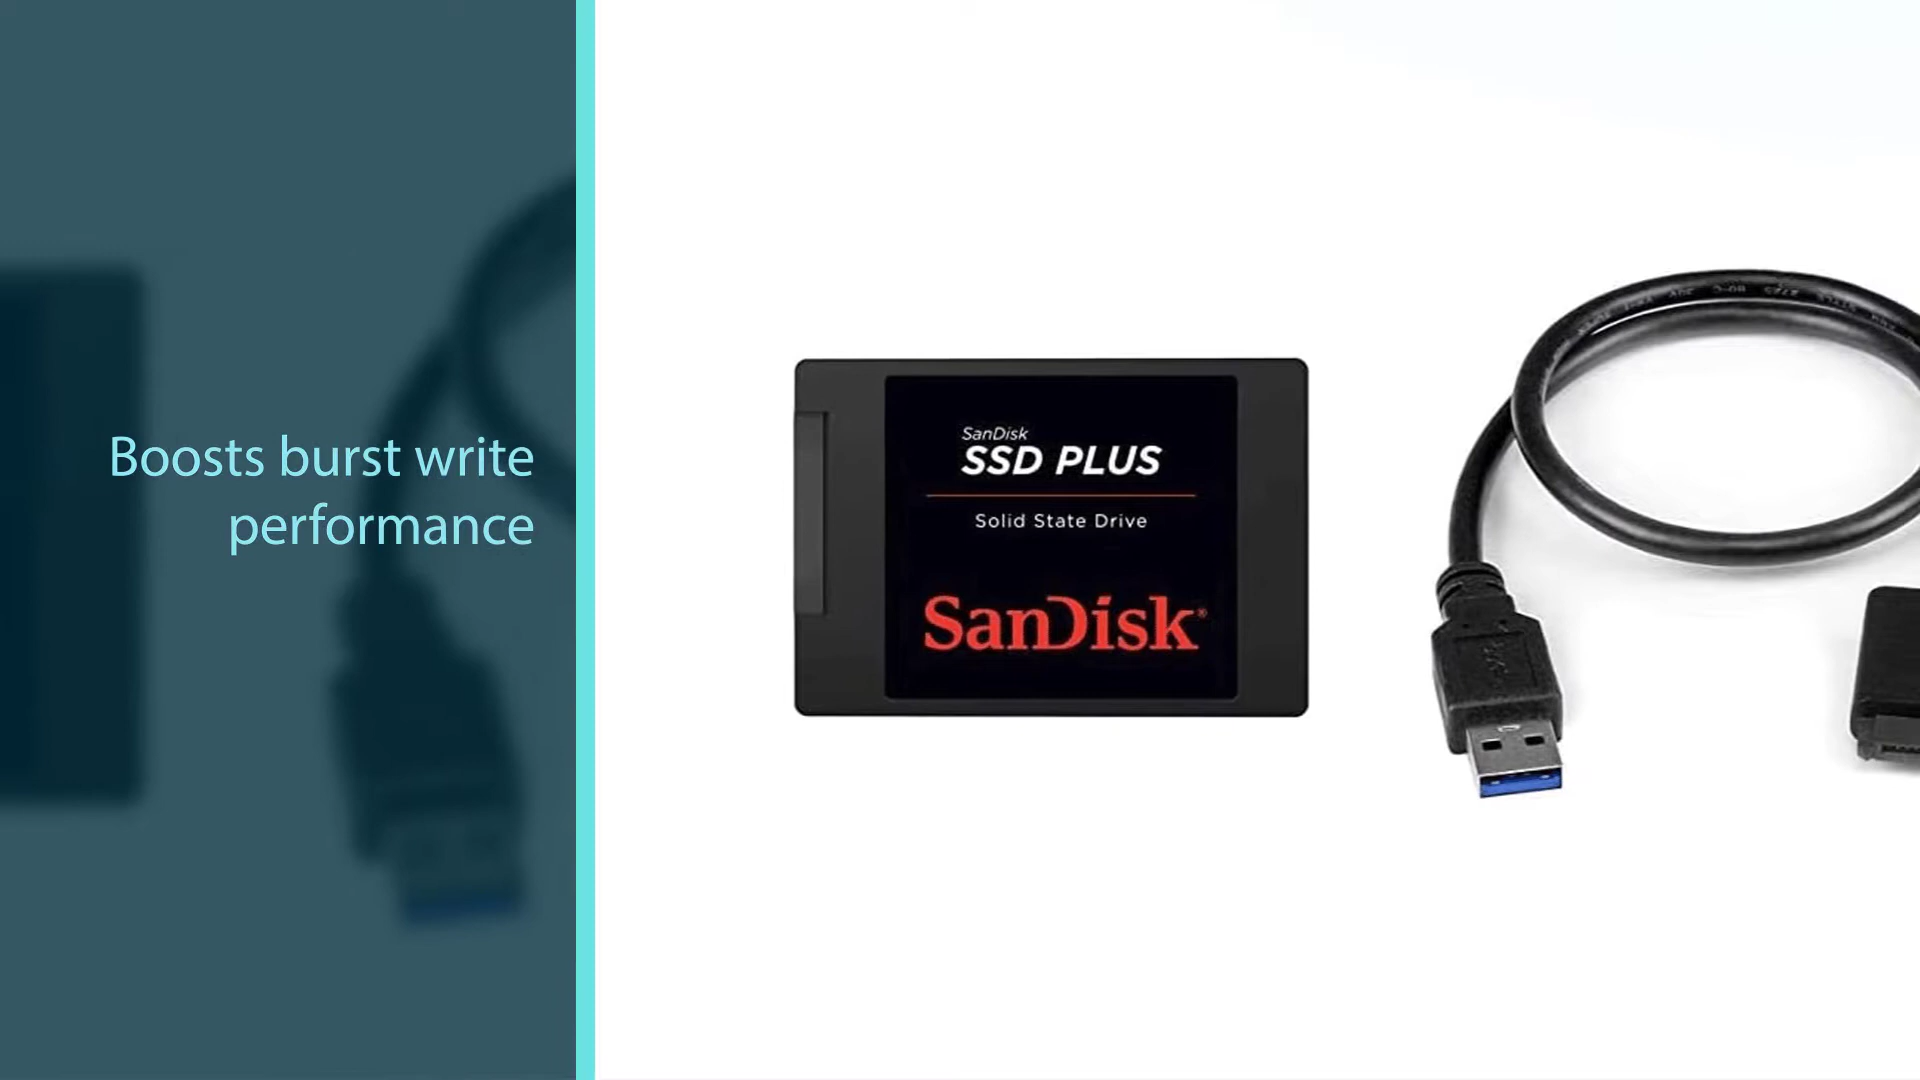 Boosts burst write
performance
SanDisk
SSD PLUS
Solid State Drive
SanDisk®